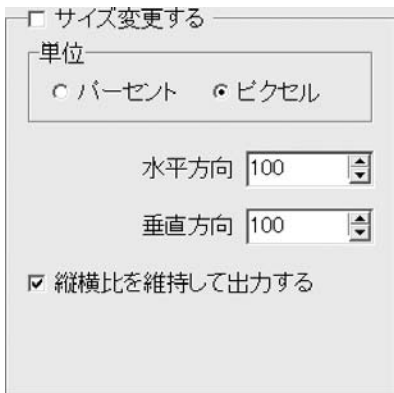 サイズ変更する
単位
パーセント ピクセル
水平方向 100
垂直方向 100
縦横比を維持して出力する